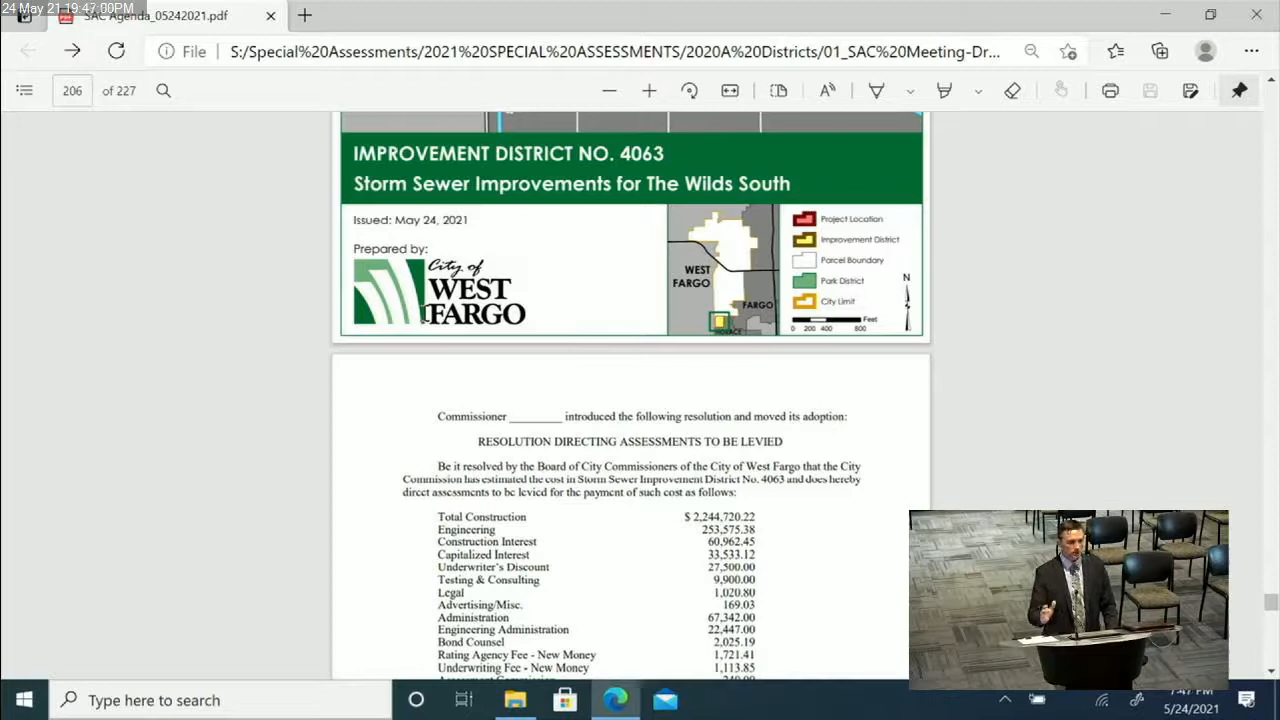 24 May 21 19:47:00PM
SAC Agenda_05242021.pdf
File
S:/Special%20Assessments/2021%20SPECIAL%20ASSESSMENTS/2020A%20Districts/01_SAC%20Meeting-Dr...
206 of 227
IMPROVEMENT DISTRICT NO. 4063
Storm Sewer Improvements for The Wilds South
Issued: May 24, 2021
Prepared by:
City of
WEST
FARGO
WEST
FARGO
FARGO
HORACE
Project Location
Improvement District
Parcel Boundary
Park District
City Limit
N
Feet
0 200 400 800
Commissioner _________ introduced the following resolution and moved its adoption:
RESOLUTION DIRECTING ASSESSMENTS TO BE LEVIED
Be it resolved by the Board of City Commissioners of the City of West Fargo that the City
Commission has estimated the cost in Storm Sewer Improvement District No. 4063 and does hereby
direct assessments to be levied for the payment of such cost as follows:
Total Construction $ 2,244,720.22
Engineering 253,575.38
Construction Interest 60,962.45
Capitalized Interest 33,533.12
Underwriter's Discount 27,500.00
Testing & Consulting 9,900.00
Legal 1,020.80
Advertising/Misc. 169.03
Administration 67,342.00
Engineering Administration 22,447.00
Bond Counsel 2,025.19
Rating Agency Fee - New Money 1,721.41
Underwriting Fee - New Money 1,113.85
Type here to search
7:47 PM
5/24/2021